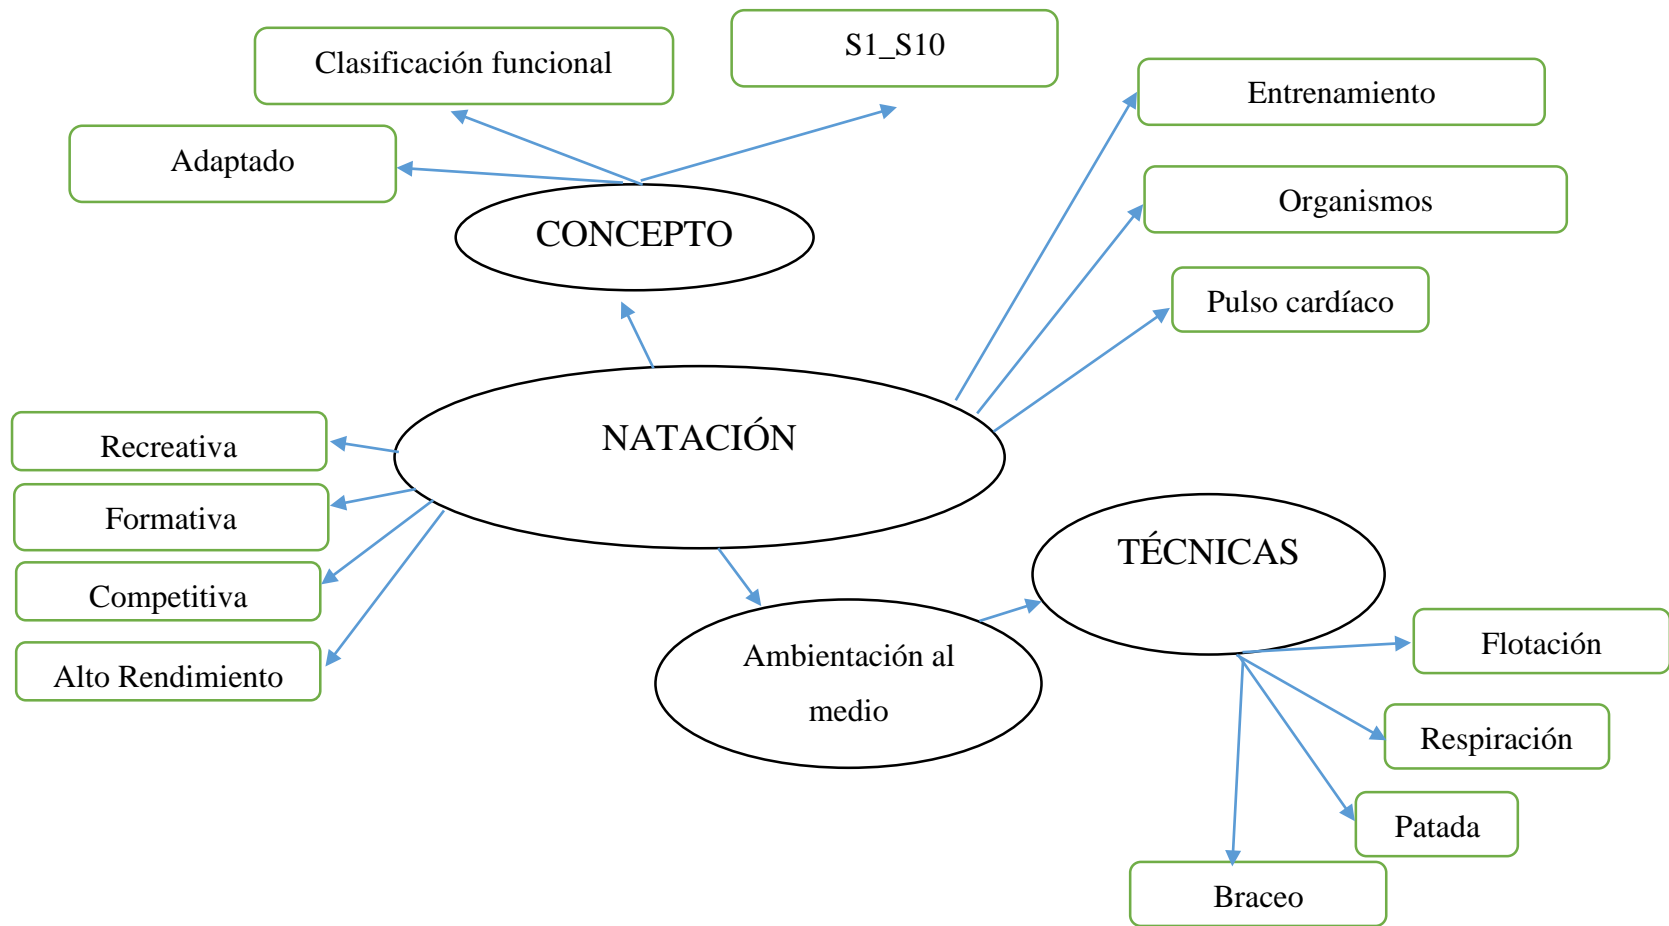 S1_S10
Clasificación funcional
Entrenamiento
Adaptado
Organismos
CONCEPTO
Pulso cardíaco
NATACIÓN
Recreativa
Formativa
TÉCNICAS
Competitiva
Flotación
Ambientación al
medio
Alto Rendimiento
Respiración
Patada
Braceo